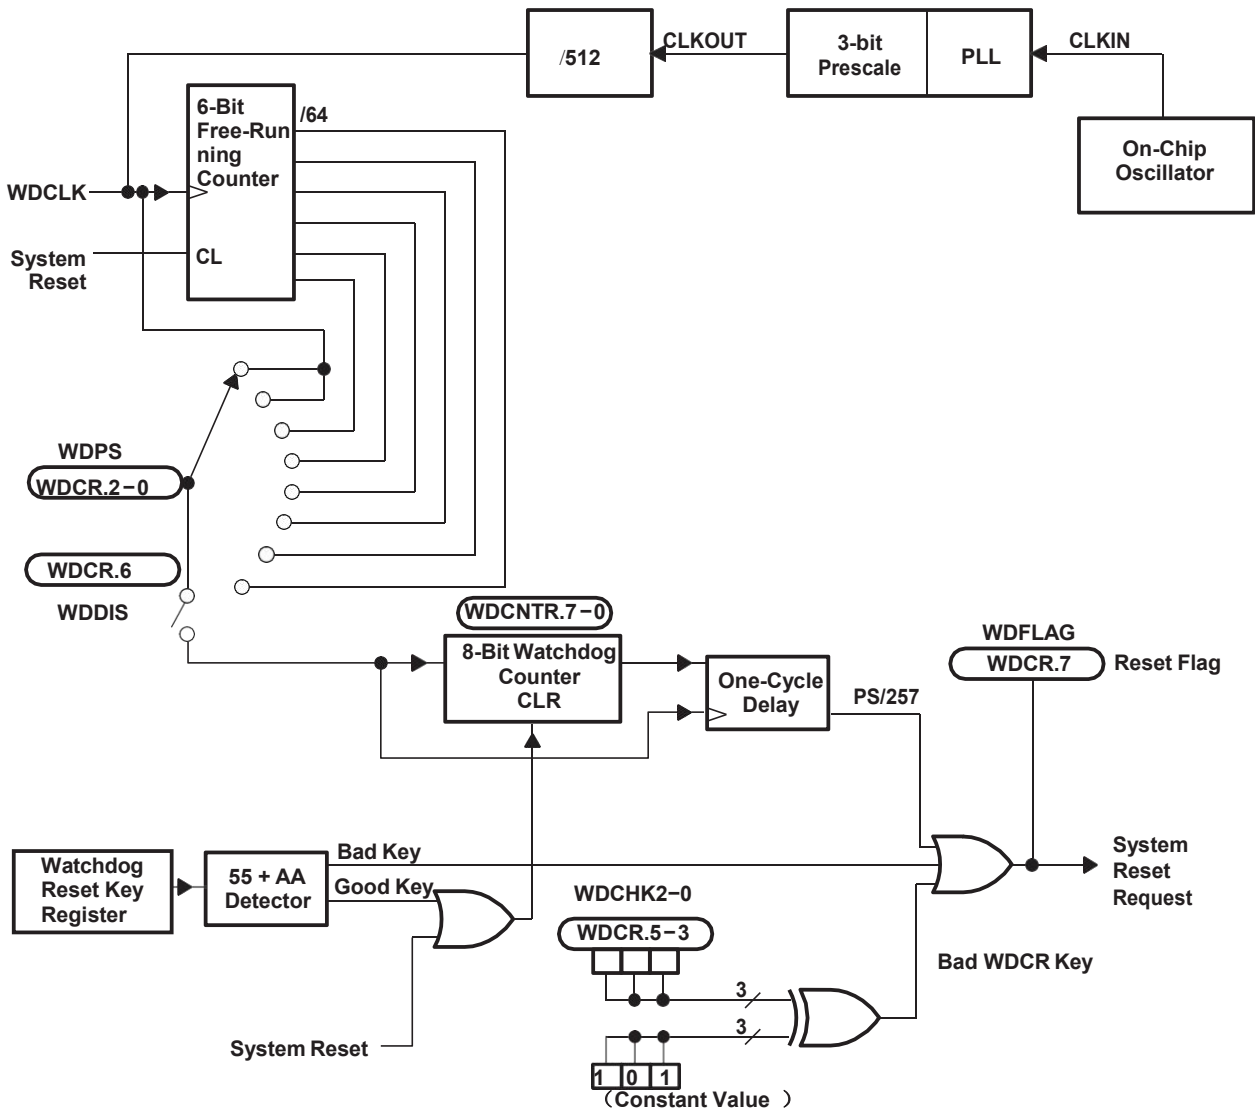 /512
CLKOUT
3-bit
Prescale
PLL
CLKIN
On-Chip
Oscillator
6-Bit
Free-Run
ning
Counter
/64
WDCLK
System
Reset
CL
WDPS
WDCR.2−0
WDCR.6
WDDIS
WDCNTR.7−0
8-Bit Watchdog
Counter
CLR
One-Cycle
Delay
PS/257
WDFLAG
WDCR.7
Reset Flag
Watchdog
Reset Key
Register
55 + AA
Detector
Bad Key
Good Key
System
Reset
Request
WDCHK2-0
WDCR.5−3
Bad WDCR Key
3
3
System Reset
1 0 1
(Constant Value )